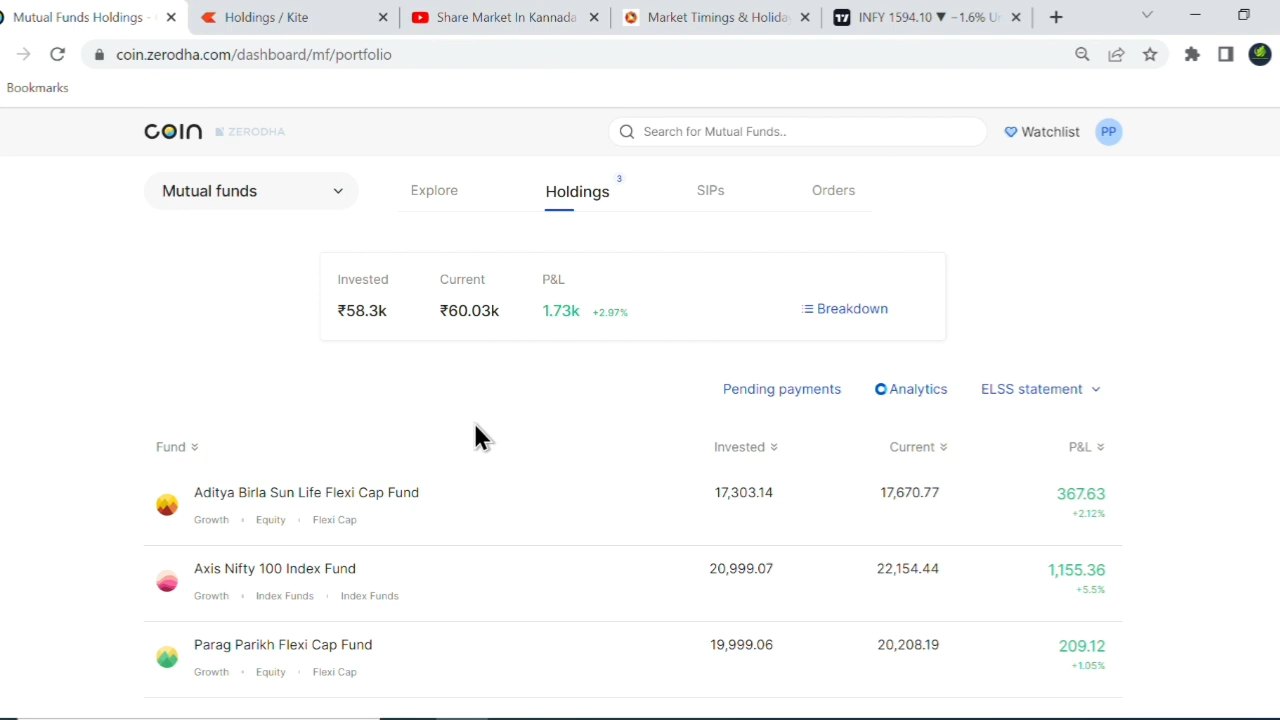 Mutual Funds Holdings -
Holdings / Kite
Share Market In Kannada
Market Timings & Holida
INFY 1594.10 ▼ −1.6% Un
coin.zerodha.com/dashboard/mf/portfolio
Bookmarks
COIN ZERODHA
Search for Mutual Funds..
Watchlist
PP
Mutual funds
Explore
Holdings 3
SIPs
Orders
Invested Current P&L
₹58.3k ₹60.03k 1.73k +2.97%
Breakdown
Pending payments Analytics ELSS statement
Fund Invested Current P&L
Aditya Birla Sun Life Flexi Cap Fund 17,303.14 17,670.77 367.63
Growth Equity Flexi Cap +2.12%
Axis Nifty 100 Index Fund 20,999.07 22,154.44 1,155.36
Growth Index Funds Index Funds +5.5%
Parag Parikh Flexi Cap Fund 19,999.06 20,208.19 209.12
Growth Equity Flexi Cap +1.05%